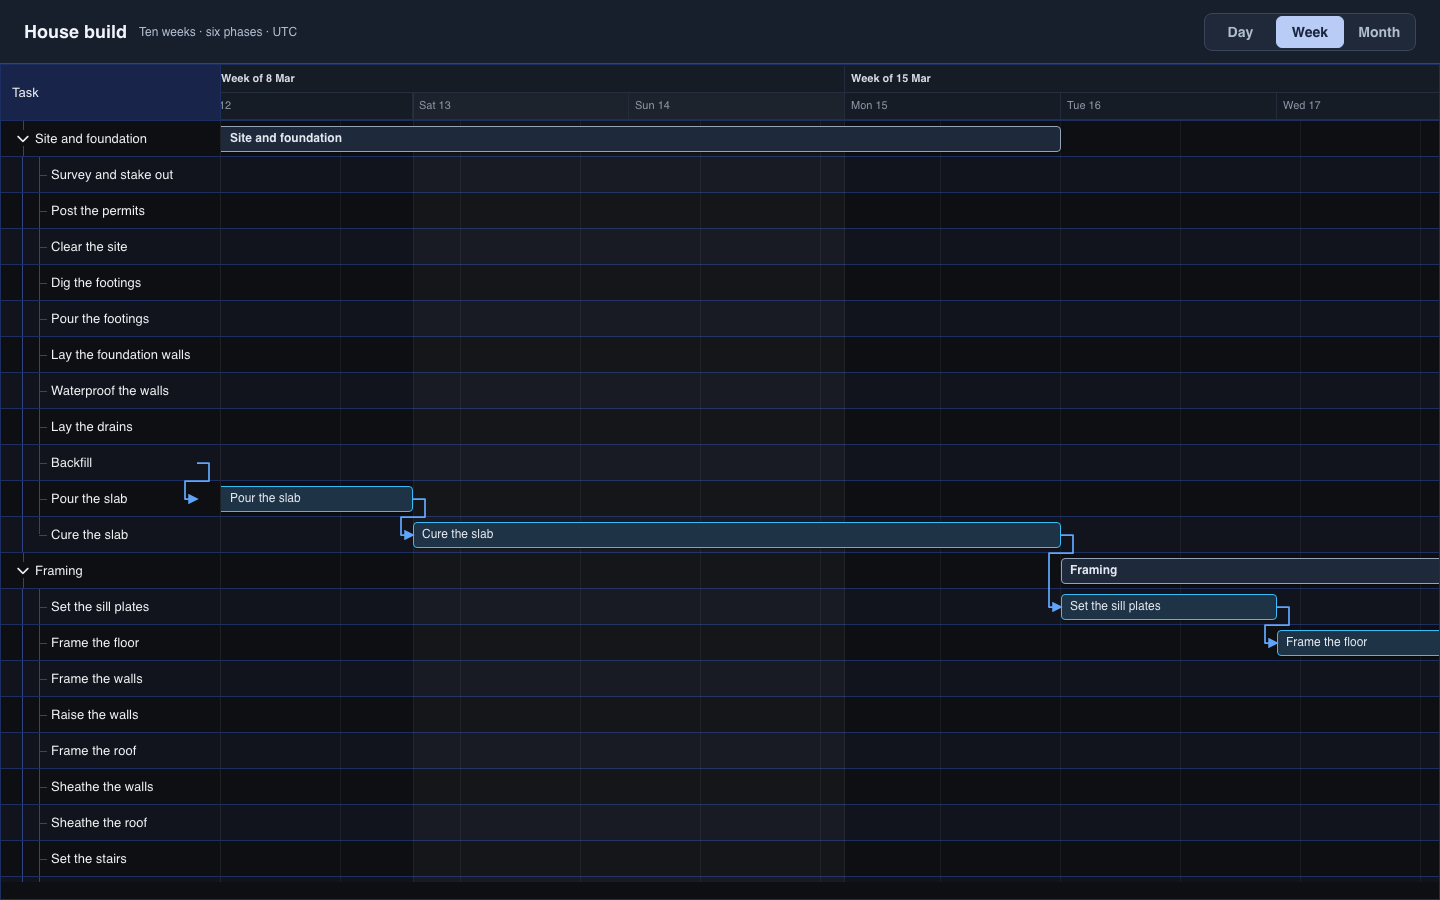 House build
Ten weeks · six phases · UTC
Day
Week
Month
Task
Week of 8 Mar
Week of 15 Mar
12
Sat 13
Sun 14
Mon 15
Tue 16
Wed 17
Site and foundation
Site and foundation
Survey and stake out
Post the permits
Clear the site
Dig the footings
Pour the footings
Lay the foundation walls
Waterproof the walls
Lay the drains
Backfill
Pour the slab
Pour the slab
Cure the slab
Cure the slab
Framing
Framing
Set the sill plates
Set the sill plates
Frame the floor
Frame the floor
Frame the walls
Raise the walls
Frame the roof
Sheathe the walls
Sheathe the roof
Set the stairs